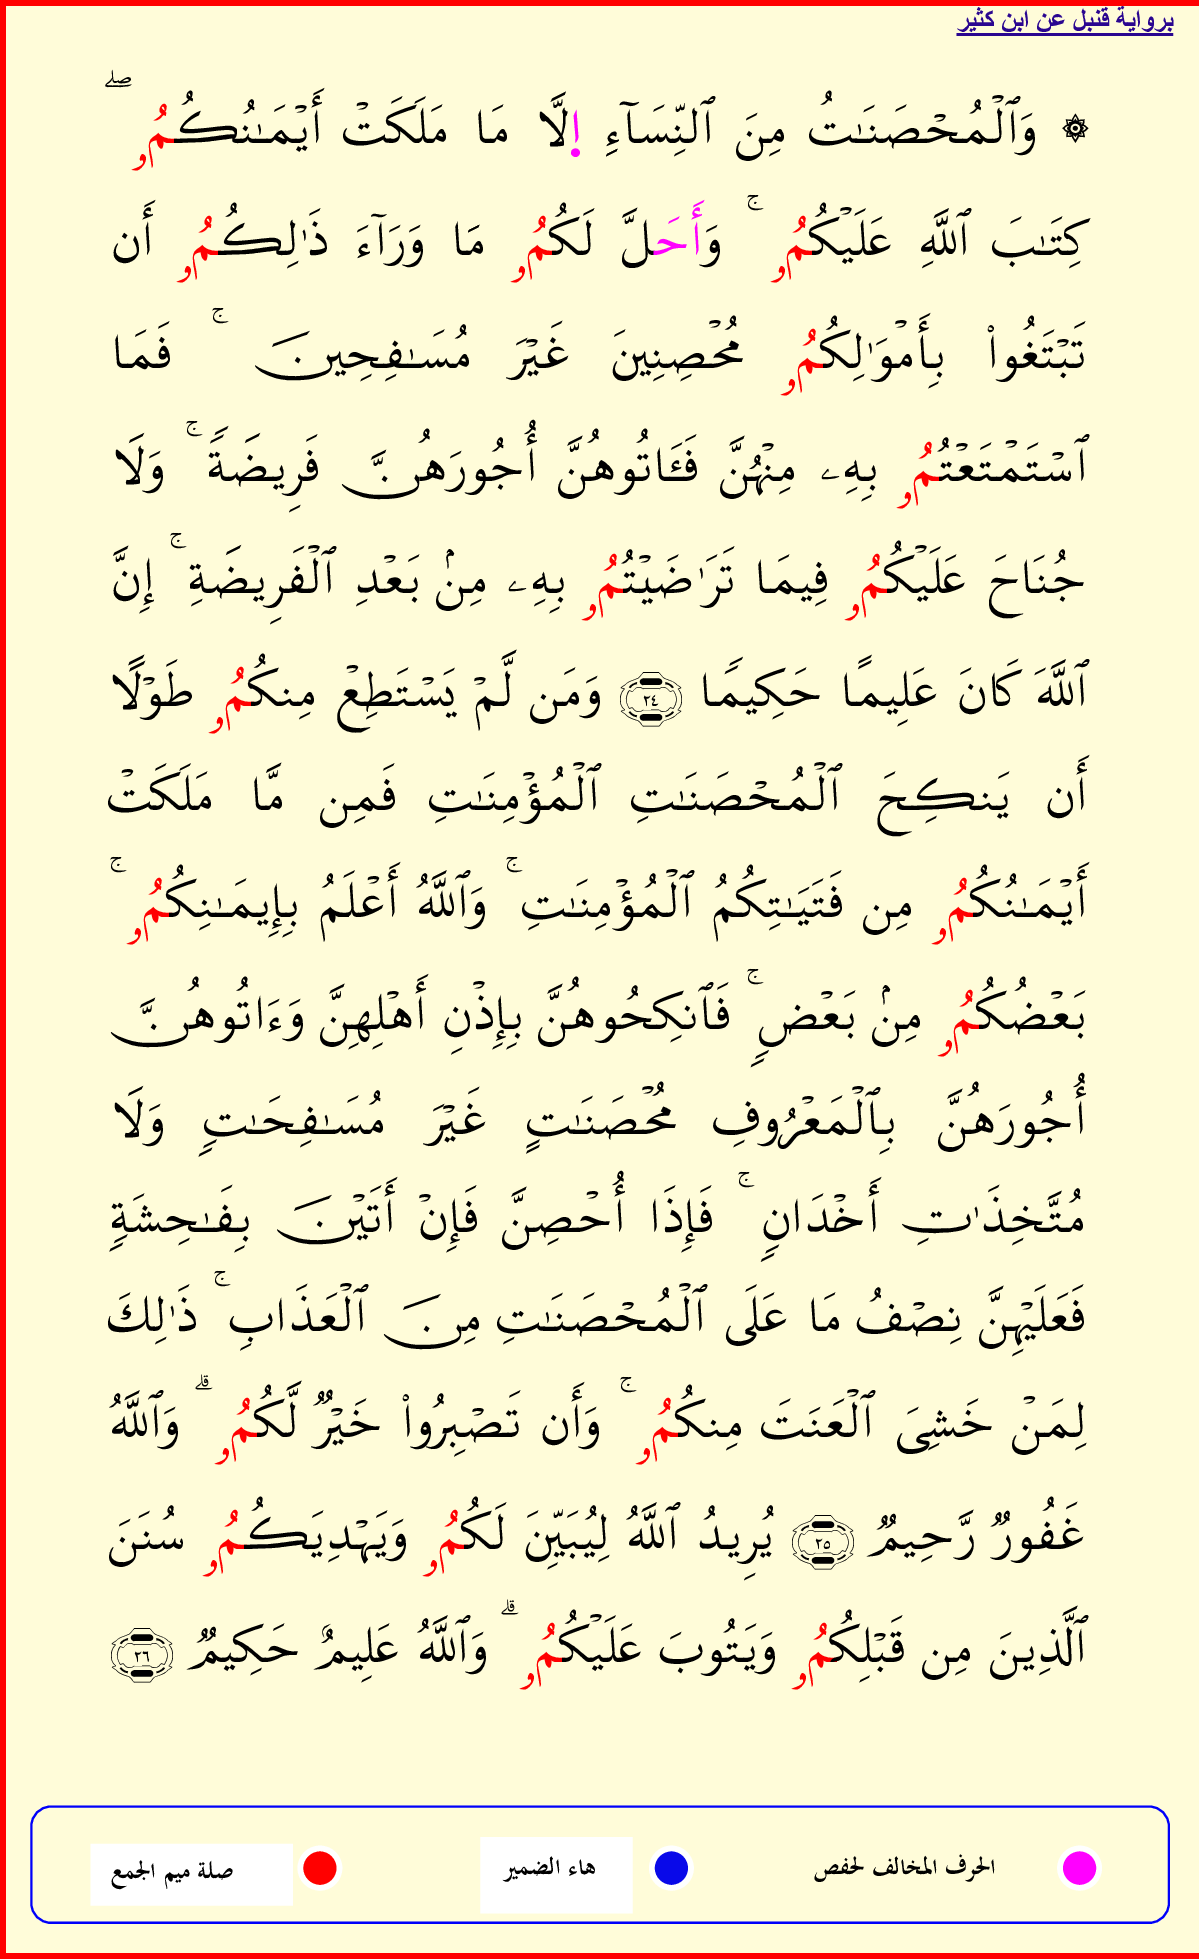 برواية قنبل عن ابن كثير
۞ وَٱلْمُحْصَنَـٰتُ مِنَ ٱلنِّسَآءِ إِلَّا مَا مَلَكَتْ أَيْمَـٰنُكُمُۥ ۖ
كِتَـٰبَ ٱللَّهِ عَلَيْكُمُۥ ۚ وَأَحَلَّ لَكُمُۥ مَا وَرَآءَ ذَٰلِكُمُۥ أَن
تَبْتَغُوا۟ بِأَمْوَٰلِكُمُۥ مُحْصِنِينَ غَيْرَ مُسَـٰفِحِينَ ۚ فَمَا
ٱسْتَمْتَعْتُمُۥ بِهِۦ مِنْهُنَّ فَـَٔاتُوهُنَّ أُجُورَهُنَّ فَرِيضَةً ۚ وَلَا
جُنَاحَ عَلَيْكُمُۥ فِيمَا تَرَٰضَيْتُمُۥ بِهِۦ مِنۢ بَعْدِ ٱلْفَرِيضَةِ ۚ إِنَّ
ٱللَّهَ كَانَ عَلِيمًا حَكِيمًا ٢٤ وَمَن لَّمْ يَسْتَطِعْ مِنكُمُۥ طَوْلًا
أَن يَنكِحَ ٱلْمُحْصَنَـٰتِ ٱلْمُؤْمِنَـٰتِ فَمِن مَّا مَلَكَتْ
أَيْمَـٰنُكُمُۥ مِن فَتَيَـٰتِكُمُ ٱلْمُؤْمِنَـٰتِ ۚ وَٱللَّهُ أَعْلَمُ بِإِيمَـٰنِكُمُۥ ۚ
بَعْضُكُمُۥ مِنۢ بَعْضٍ ۚ فَٱنكِحُوهُنَّ بِإِذْنِ أَهْلِهِنَّ وَءَاتُوهُنَّ
أُجُورَهُنَّ بِٱلْمَعْرُوفِ مُحْصَنَـٰتٍ غَيْرَ مُسَـٰفِحَـٰتٍ وَلَا
مُتَّخِذَٰتِ أَخْدَانٍ ۚ فَإِذَا أُحْصِنَّ فَإِنْ أَتَيْنَ بِفَـٰحِشَةٍ
فَعَلَيْهِنَّ نِصْفُ مَا عَلَى ٱلْمُحْصَنَـٰتِ مِنَ ٱلْعَذَابِ ۚ ذَٰلِكَ
لِمَنْ خَشِىَ ٱلْعَنَتَ مِنكُمُۥ ۚ وَأَن تَصْبِرُوا۟ خَيْرٌ لَّكُمُۥ ۗ وَٱللَّهُ
غَفُورٌ رَّحِيمٌ ٢٥ يُرِيدُ ٱللَّهُ لِيُبَيِّنَ لَكُمُۥ وَيَهْدِيَكُمُۥ سُنَنَ
ٱلَّذِينَ مِن قَبْلِكُمُۥ وَيَتُوبَ عَلَيْكُمُۥ ۗ وَٱللَّهُ عَلِيمٌ حَكِيمٌ ٢٦
الحرف المخالف لحفص هاء الضمير صلة ميم الجمع